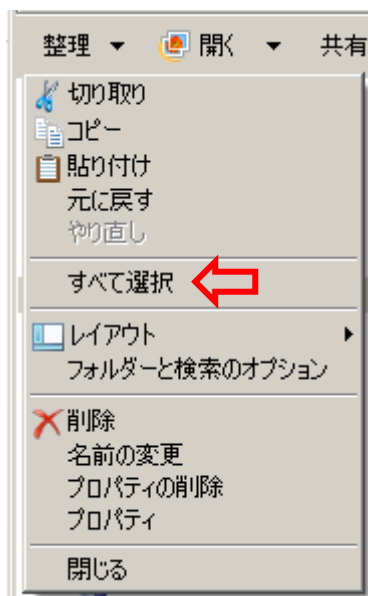 整理 ▼ 開く ▼ 共有
切り取り
コピー
貼り付け
元に戻す
やり直し
すべて選択
レイアウト
フォルダーと検索のオプション
削除
名前の変更
プロパティの削除
プロパティ
閉じる